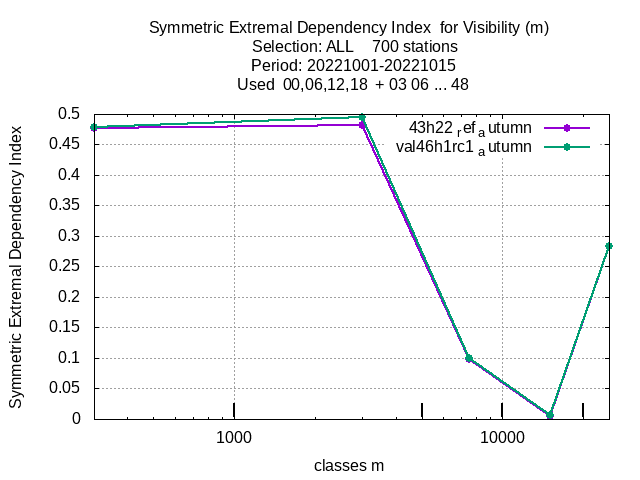 Symmetric Extremal Dependency Index  for Visibility (m)
Selection: ALL    700 stations
Period: 20221001-20221015
Used  00,06,12,18  + 03 06 ... 48
Symmetric Extremal Dependency Index
0.5
0.45
0.4
0.35
0.3
0.25
0.2
0.15
0.1
0.05
0
43h22 ref autumn
val46h1rc1 autumn
1000
10000
classes m